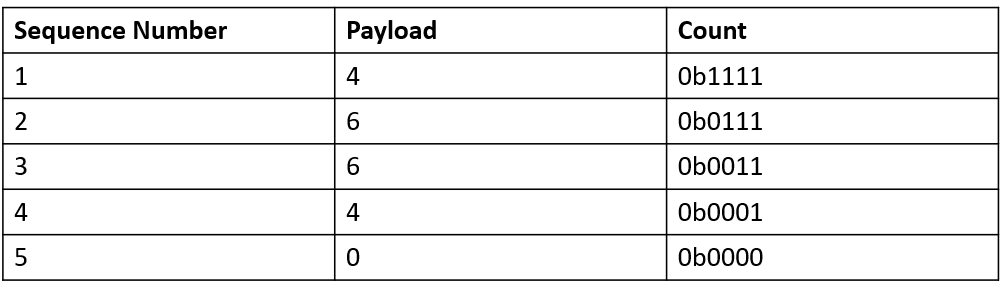 Sequence Number Payload Count
1 4 0b1111
2 6 0b0111
3 6 0b0011
4 4 0b0001
5 0 0b0000